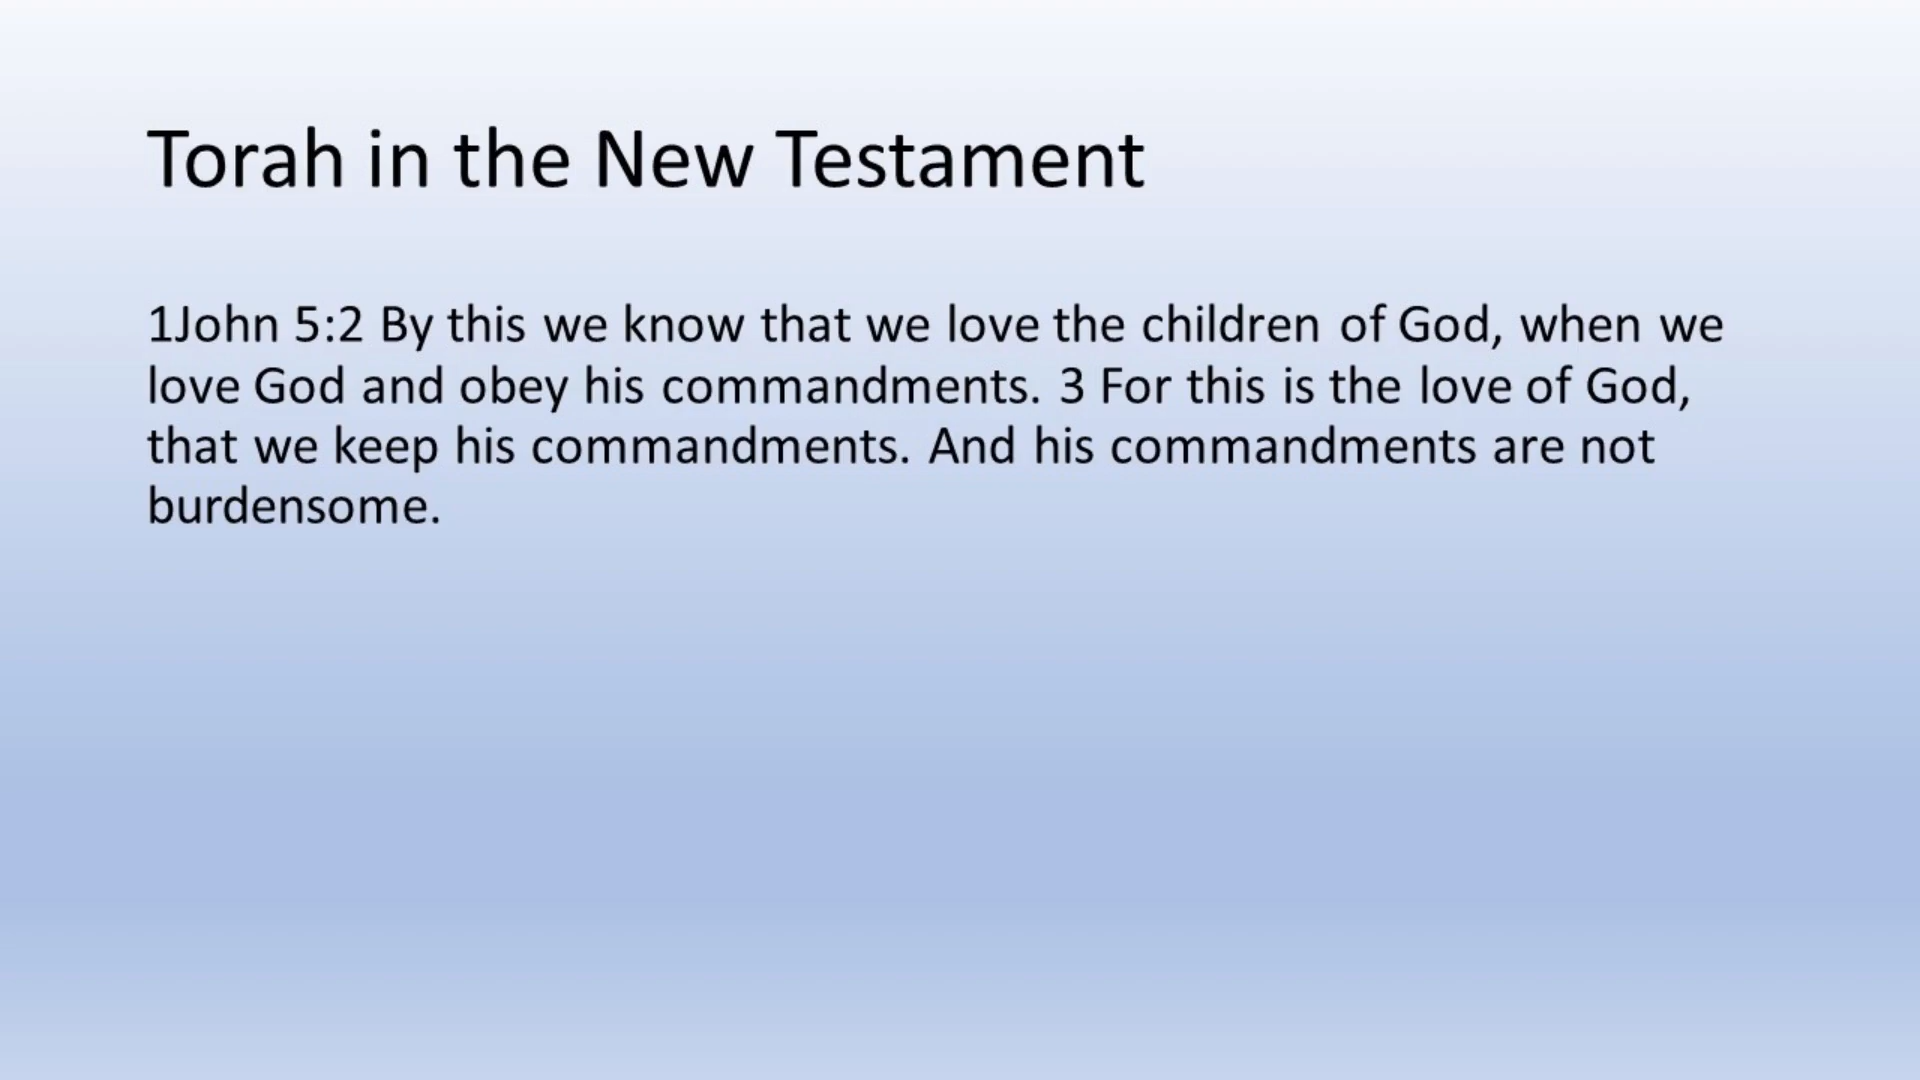 Torah in the New Testament
1John 5:2 By this we know that we love the children of God, when we
love God and obey his commandments. 3 For this is the love of God,
that we keep his commandments. And his commandments are not
burdensome.